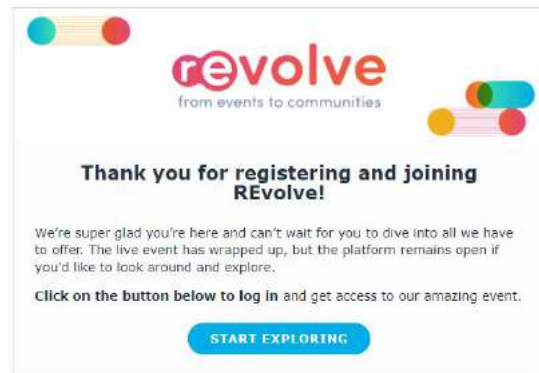 revolve
from events to communities
Thank you for registering and joining
REvolve!
We're super glad you're here and can't wait for you to dive into all we have
to offer. The live event has wrapped up, but the platform remains open if
you'd like to look around and explore.
Click on the button below to log in and get access to our amazing event.
START EXPLORING